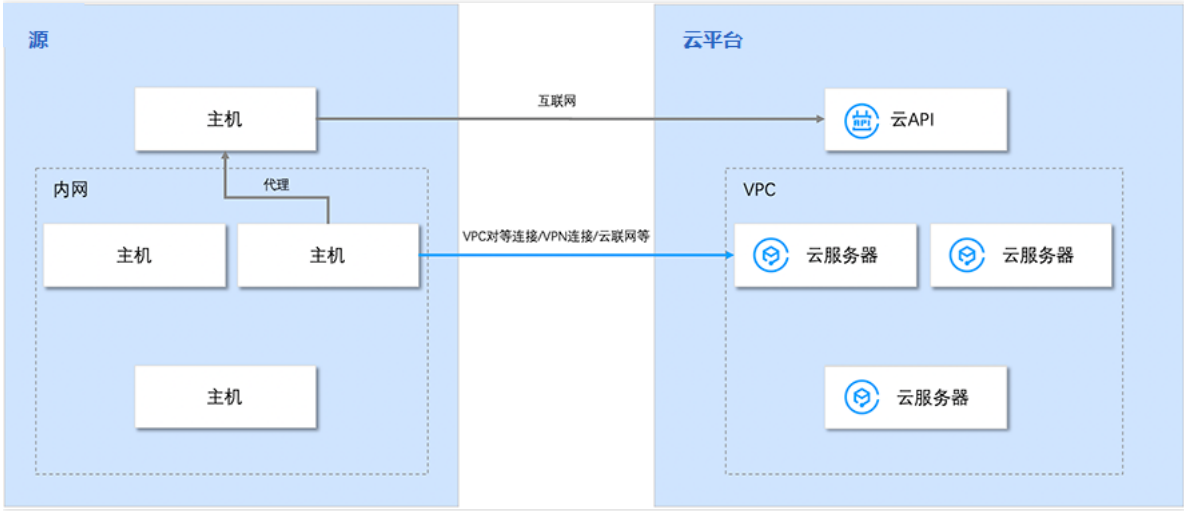 源
云平台
主机
互联网
云API
内网
代理
VPC
主机
主机
VPC对等连接/VPN连接/云联网等
云服务器
云服务器
主机
云服务器